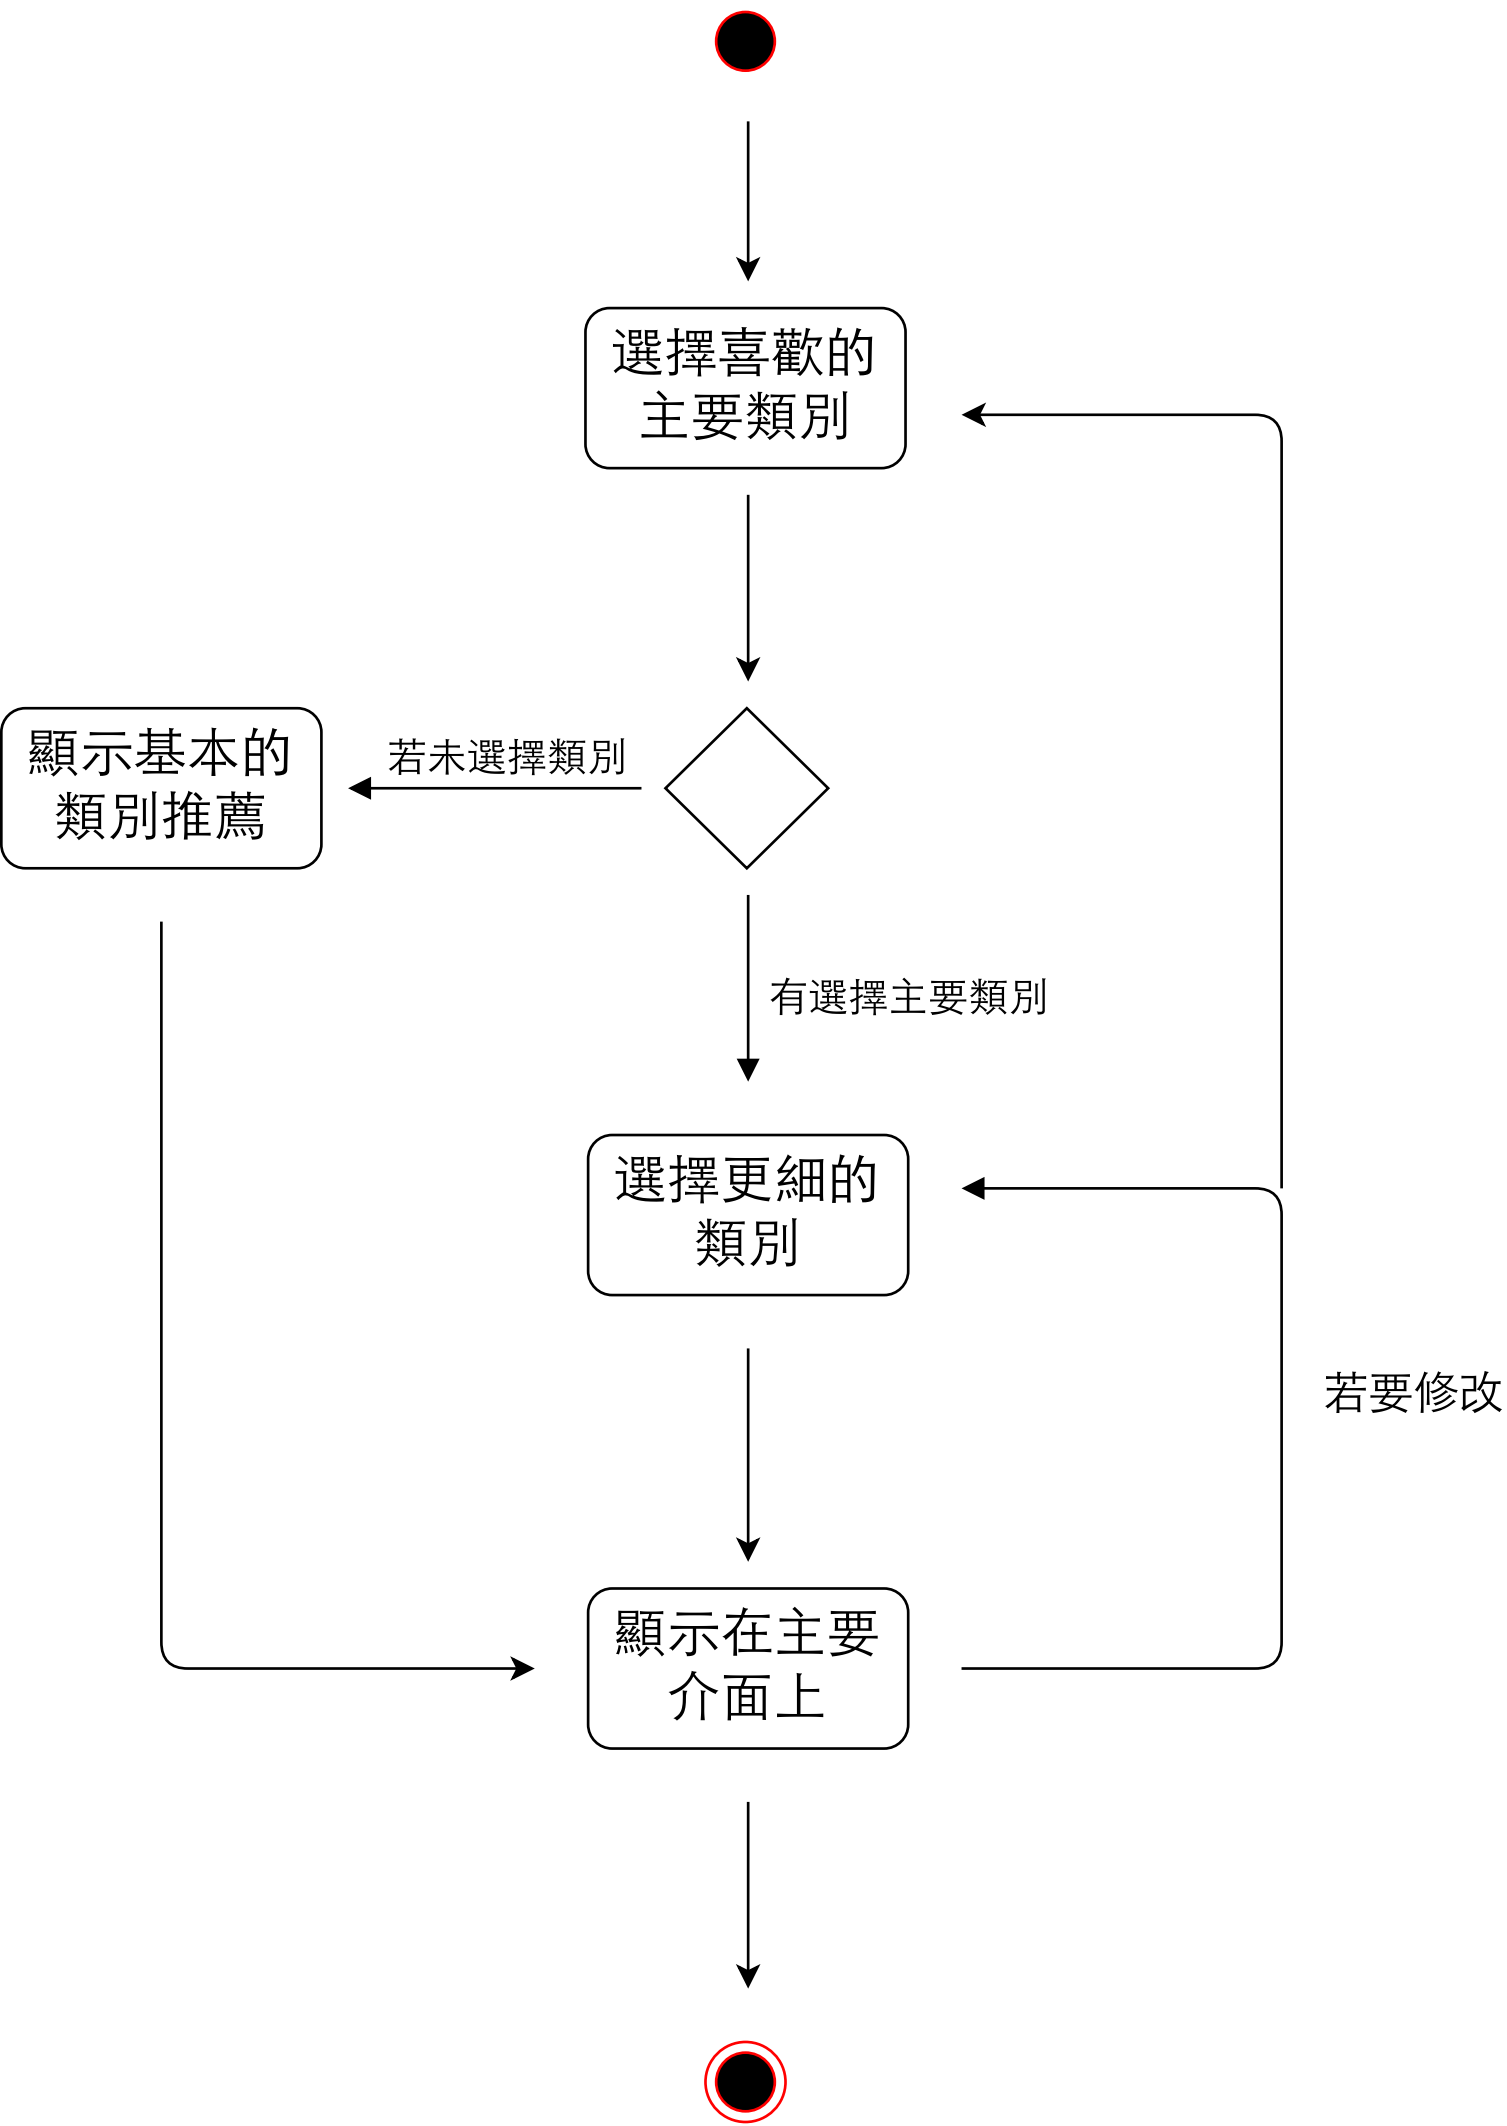 選擇喜歡的
主要類別
若未選擇類別
顯示基本的
類別推薦
有選擇主要類別
選擇更細的
類別
若要修改
顯示在主要
介面上